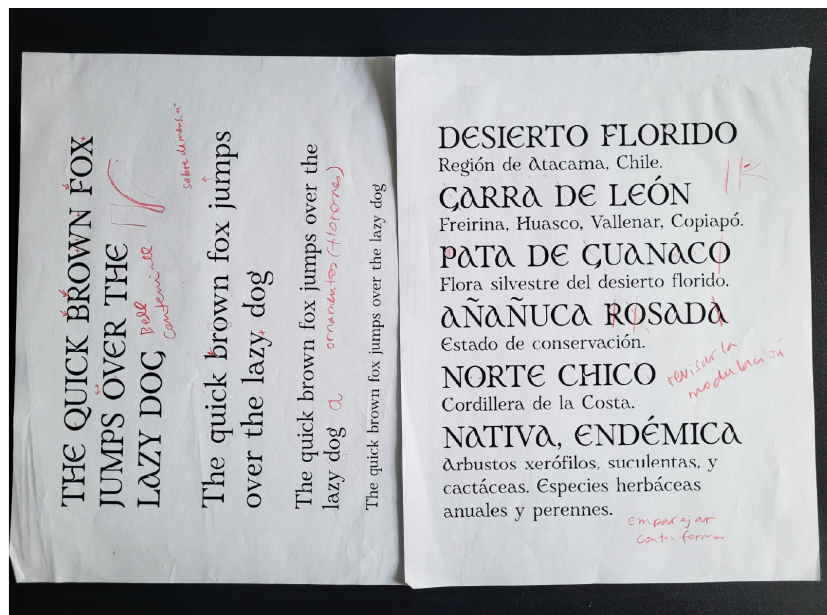 THE QUICK BROWN FOX
JUMPS OVER THE
LAZY DOG
Bell
centennial
The quick brown fox jumps
over the lazy dog
The quick brown fox jumps over the
lazy dog
a
ornamentos (florones)
The quick brown fox jumps over the lazy dog
DESIERTO FLORIDO
Región de Atacama, Chile.
GARRA DE LEÓN
Freirina, Huasco, Vallenar, Copiapó.
PATA DE GUANACO
Flora silvestre del desierto florido.
AÑAÑUCA ROSADA
Estado de conservación.
NORTE CHICO
revisar la
modulación
Cordillera de la Costa.
NATIVA, ENDÉMICA
Arbustos xerófilos, suculentas, y
cactáceas. Especies herbáceas
anuales y perennes.
emparejar
contraforma